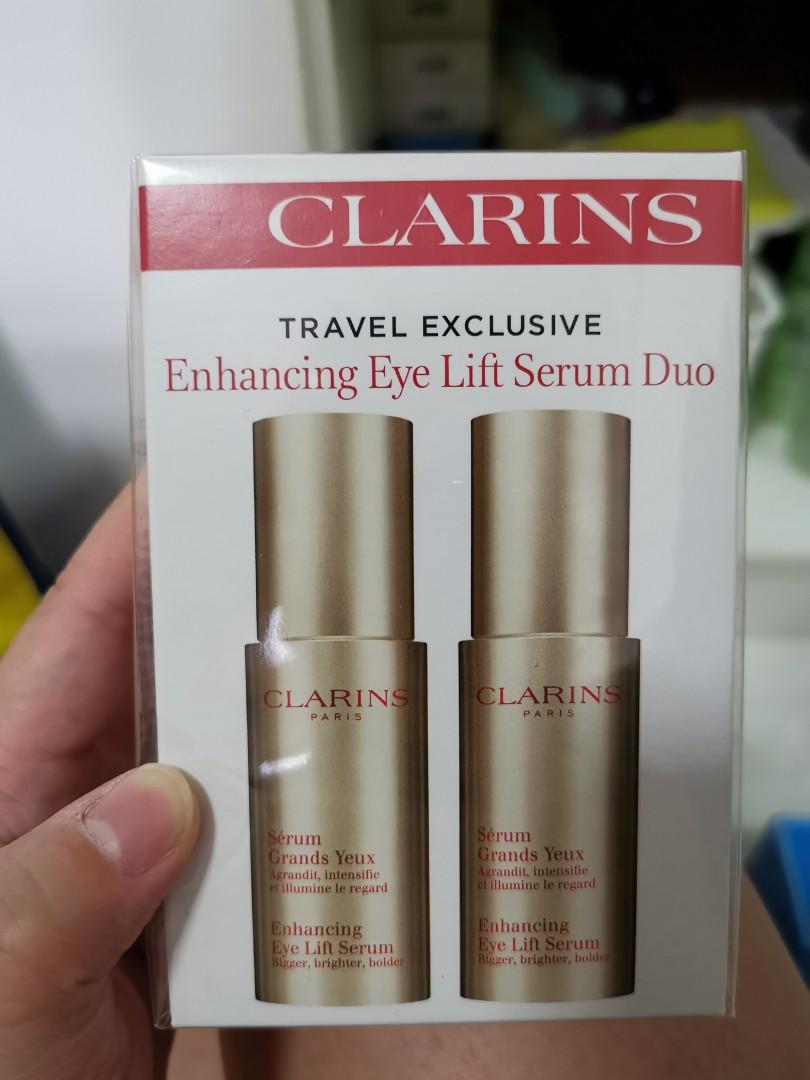 CLARINS
TRAVEL EXCLUSIVE
Enhancing Eye Lift Serum Duo
CLARINS
PARIS
Sérum
Grands Yeux
Agrandit, intensifie
et illumine le regard
Enhancing
Eye Lift Serum
Bigger, brighter, bolder
CLARINS
PARIS
Sérum
Grands Yeux
Agrandit, intensifie
et illumine le regard
Enhancing
Eye Lift Serum
Bigger, brighter, bolder